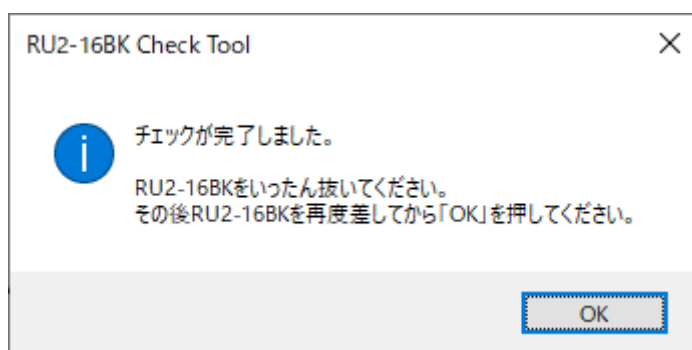 RU2-16BK Check Tool
チェックが完了しました。
RU2-16BKをいったん抜いてください。
その後RU2-16BKを再度差してから「OK」を押してください。
OK